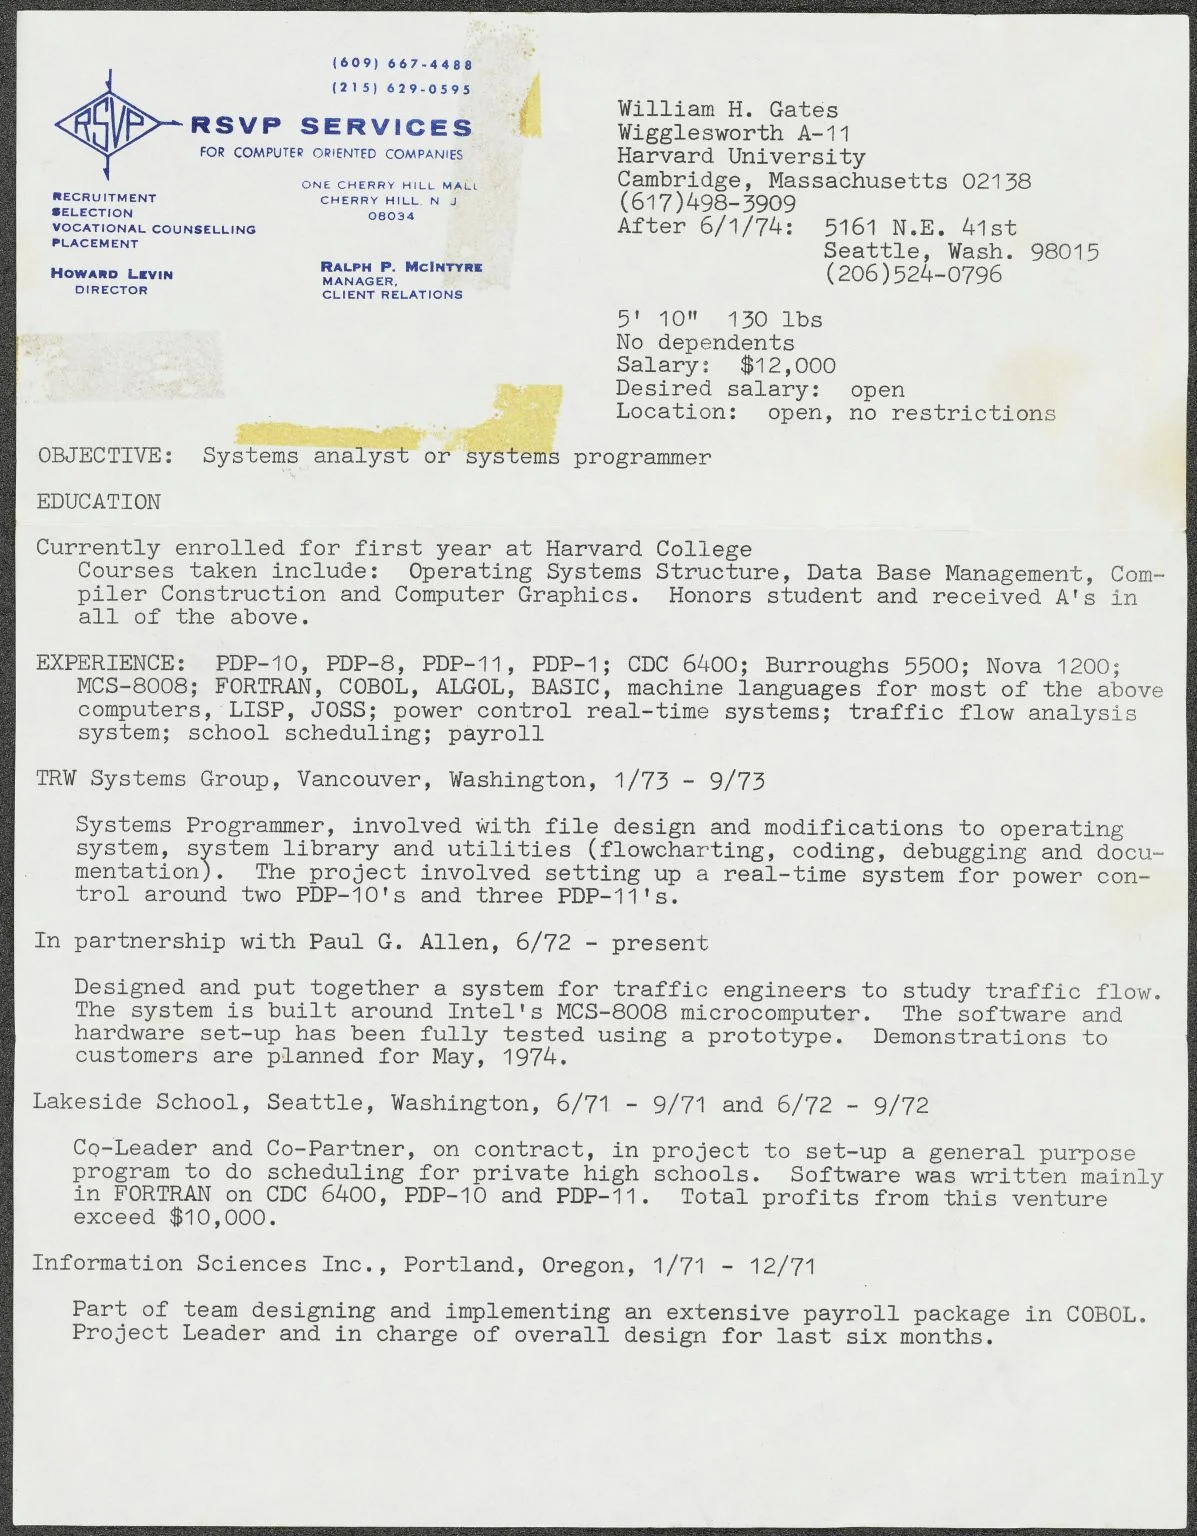 (609) 667-4488
(215) 629-0595
RSVP
RSVP SERVICES
FOR COMPUTER ORIENTED COMPANIES
ONE CHERRY HILL MALL
CHERRY HILL. N J
08034
RECRUITMENT
SELECTION
VOCATIONAL COUNSELLING
PLACEMENT
HOWARD LEVIN
DIRECTOR
RALPH P. MCINTYRE
MANAGER,
CLIENT RELATIONS
William H. Gates
Wigglesworth A-11
Harvard University
Cambridge, Massachusetts 02138
(617)498-3909
After 6/1/74: 5161 N.E. 41st
Seattle, Wash. 98015
(206)524-0796
5' 10" 130 lbs
No dependents
Salary: $12,000
Desired salary: open
Location: open, no restrictions
OBJECTIVE: Systems analyst or systems programmer
EDUCATION
Currently enrolled for first year at Harvard College
Courses taken include: Operating Systems Structure, Data Base Management, Com-
piler Construction and Computer Graphics. Honors student and received A's in
all of the above.
EXPERIENCE: PDP-10, PDP-8, PDP-11, PDP-1; CDC 6400; Burroughs 5500; Nova 1200;
MCS-8008; FORTRAN, COBOL, ALGOL, BASIC, machine languages for most of the above
computers, LISP, JOSS; power control real-time systems; traffic flow analysis
system; school scheduling; payroll
TRW Systems Group, Vancouver, Washington, 1/73 - 9/73
Systems Programmer, involved with file design and modifications to operating
system, system library and utilities (flowcharting, coding, debugging and docu-
mentation). The project involved setting up a real-time system for power con-
trol around two PDP-10's and three PDP-11's.
In partnership with Paul G. Allen, 6/72 - present
Designed and put together a system for traffic engineers to study traffic flow.
The system is built around Intel's MCS-8008 microcomputer. The software and
hardware set-up has been fully tested using a prototype. Demonstrations to
customers are planned for May, 1974.
Lakeside School, Seattle, Washington, 6/71 - 9/71 and 6/72 - 9/72
Co-Leader and Co-Partner, on contract, in project to set-up a general purpose
program to do scheduling for private high schools. Software was written mainly
in FORTRAN on CDC 6400, PDP-10 and PDP-11. Total profits from this venture
exceed $10,000.
Information Sciences Inc., Portland, Oregon, 1/71 - 12/71
Part of team designing and implementing an extensive payroll package in COBOL.
Project Leader and in charge of overall design for last six months.